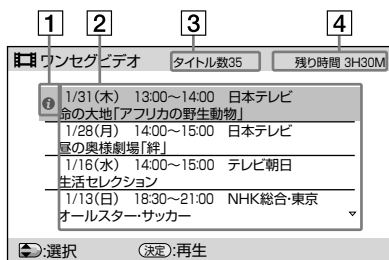 1 2 3 4
ワンセグビデオ タイトル数35 残り時間 3H30M
1/31(木) 13:00〜14:00 日本テレビ
命の大地「アフリカの野生動物」
1/28(月) 14:00〜15:00 日本テレビ
昼の奥様劇場「絆」
1/16(水) 14:00〜15:00 テレビ朝日
生活セレクション
1/13(日) 18:30〜21:00 NHK総合・東京
オールスター・サッカー
:選択 決定:再生